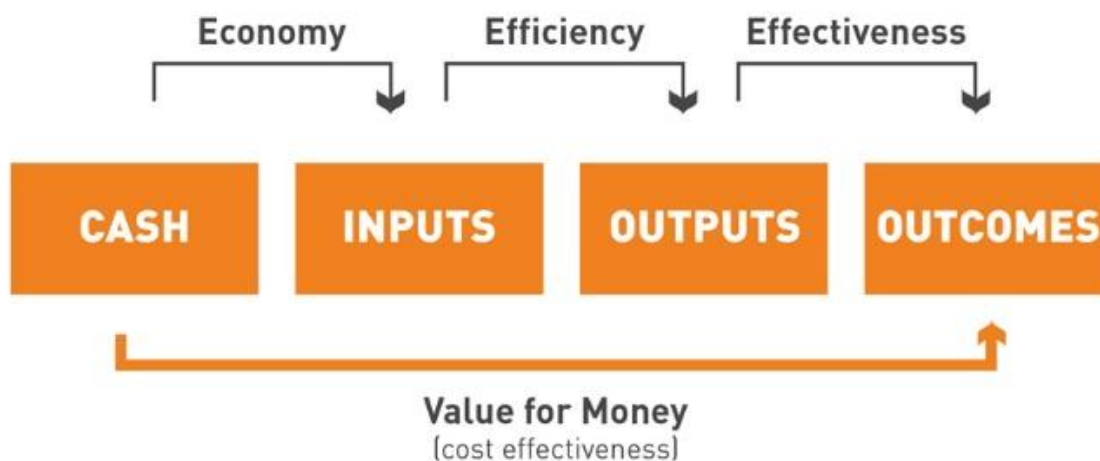 Economy Efficiency Effectiveness
CASH INPUTS OUTPUTS OUTCOMES
Value for Money
(cost effectiveness)